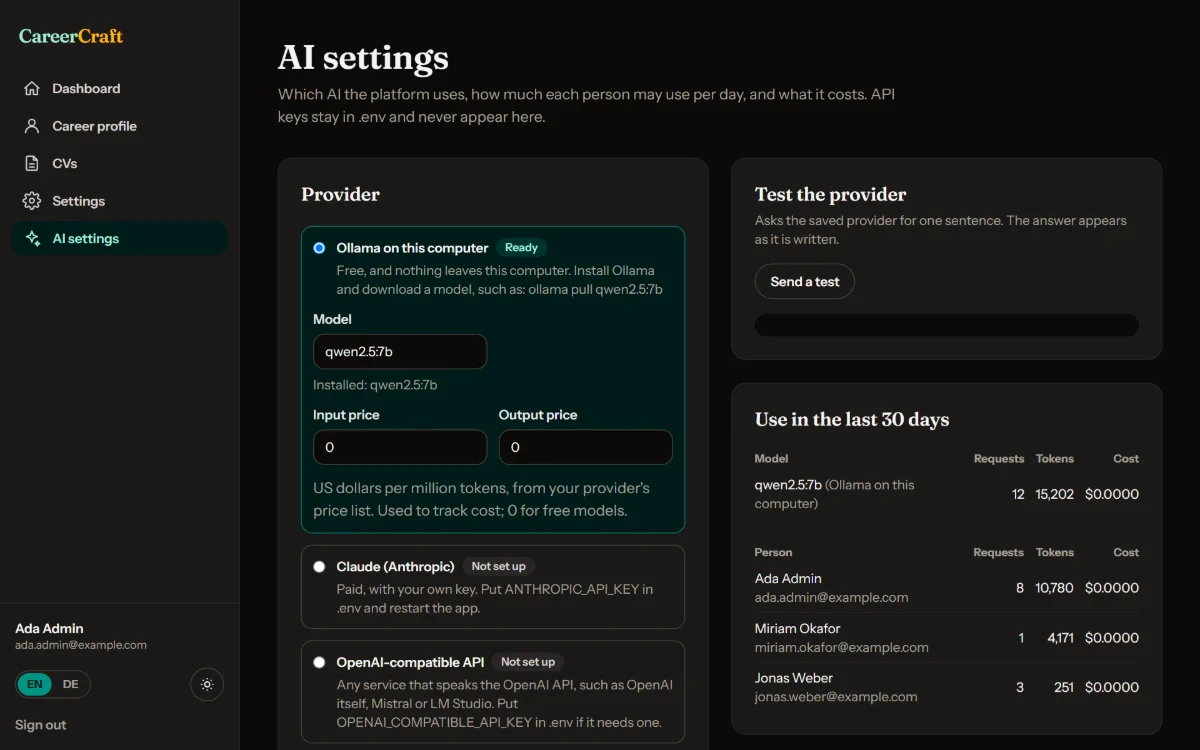 CareerCraft
Dashboard
Career profile
CVs
Settings
AI settings
Ada Admin
ada.admin@example.com
EN DE
Sign out
AI settings
Which AI the platform uses, how much each person may use per day, and what it costs. API
keys stay in .env and never appear here.
Provider
Ollama on this computer Ready
Free, and nothing leaves this computer. Install Ollama
and download a model, such as: ollama pull qwen2.5:7b
Model
qwen2.5:7b
Installed: qwen2.5:7b
Input price Output price
0 0
US dollars per million tokens, from your provider's
price list. Used to track cost; 0 for free models.
Claude (Anthropic) Not set up
Paid, with your own key. Put ANTHROPIC_API_KEY in
.env and restart the app.
OpenAI-compatible API Not set up
Any service that speaks the OpenAI API, such as OpenAI
itself, Mistral or LM Studio. Put
OPENAI_COMPATIBLE_API_KEY in .env if it needs one.
Test the provider
Asks the saved provider for one sentence. The answer appears
as it is written.
Send a test
Use in the last 30 days
Model Requests Tokens Cost
qwen2.5:7b (Ollama on this
computer) 12 15,202 $0.0000
Person Requests Tokens Cost
Ada Admin
ada.admin@example.com 8 10,780 $0.0000
Miriam Okafor
miriam.okafor@example.com 1 4,171 $0.0000
Jonas Weber
jonas.weber@example.com 3 251 $0.0000